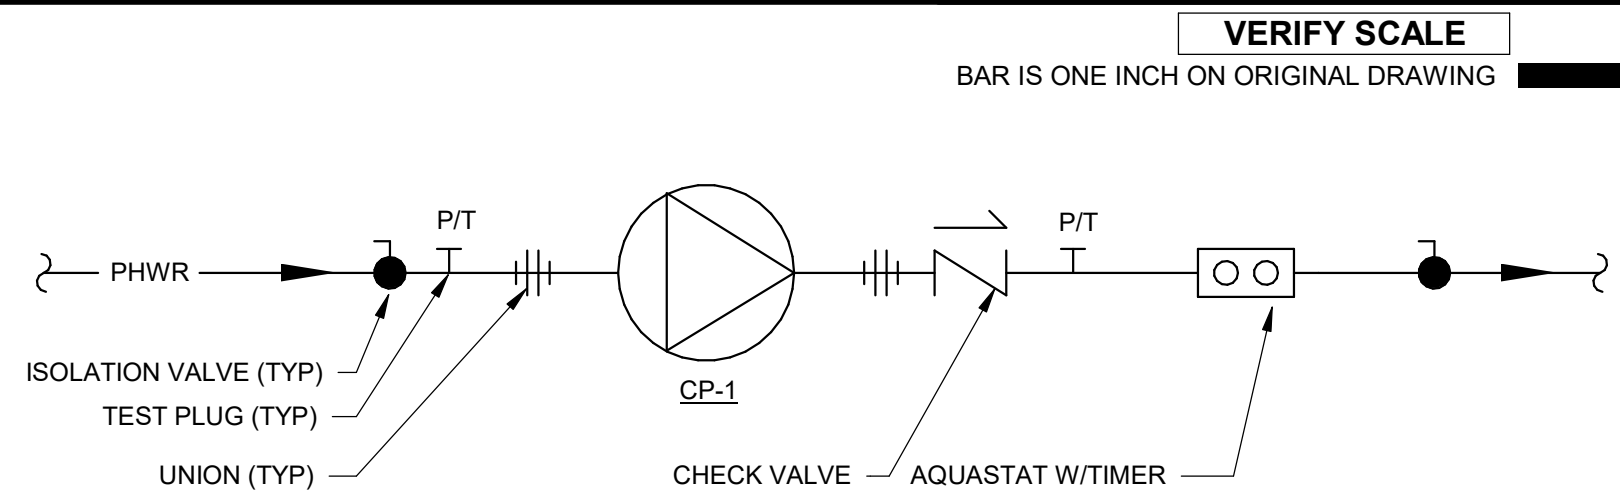 VERIFY SCALE
BAR IS ONE INCH ON ORIGINAL DRAWING
P/T
P/T
PHWR
ISOLATION VALVE (TYP)
CP-1
TEST PLUG (TYP)
UNION (TYP)
CHECK VALVE
AQUASTAT W/TIMER